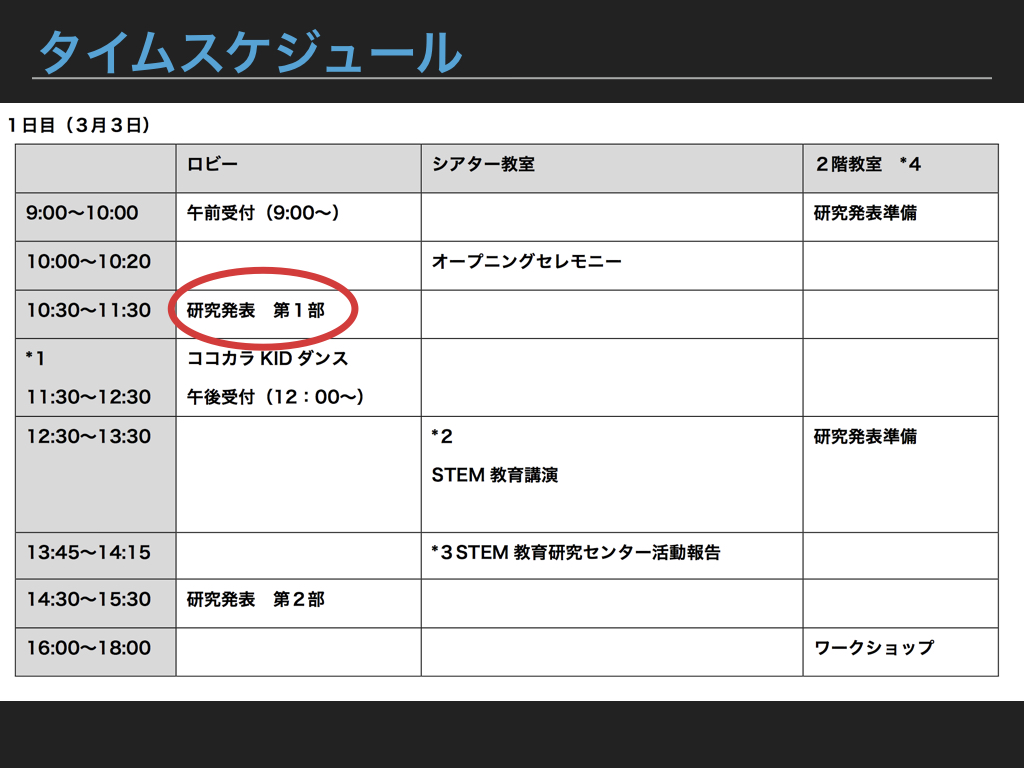 タイムスケジュール
1日目（3月3日）
ロビー シアター教室 2階教室　*4
9:00〜10:00 午前受付（9:00〜） 研究発表準備
10:00〜10:20 オープニングセレモニー
10:30〜11:30 研究発表　第1部
*1 ココカラ KID ダンス
11:30〜12:30 午後受付（12：00〜）
12:30〜13:30 *2 研究発表準備
STEM 教育講演
13:45〜14:15 *3 STEM 教育研究センター活動報告
14:30〜15:30 研究発表　第2部
16:00〜18:00 ワークショップ